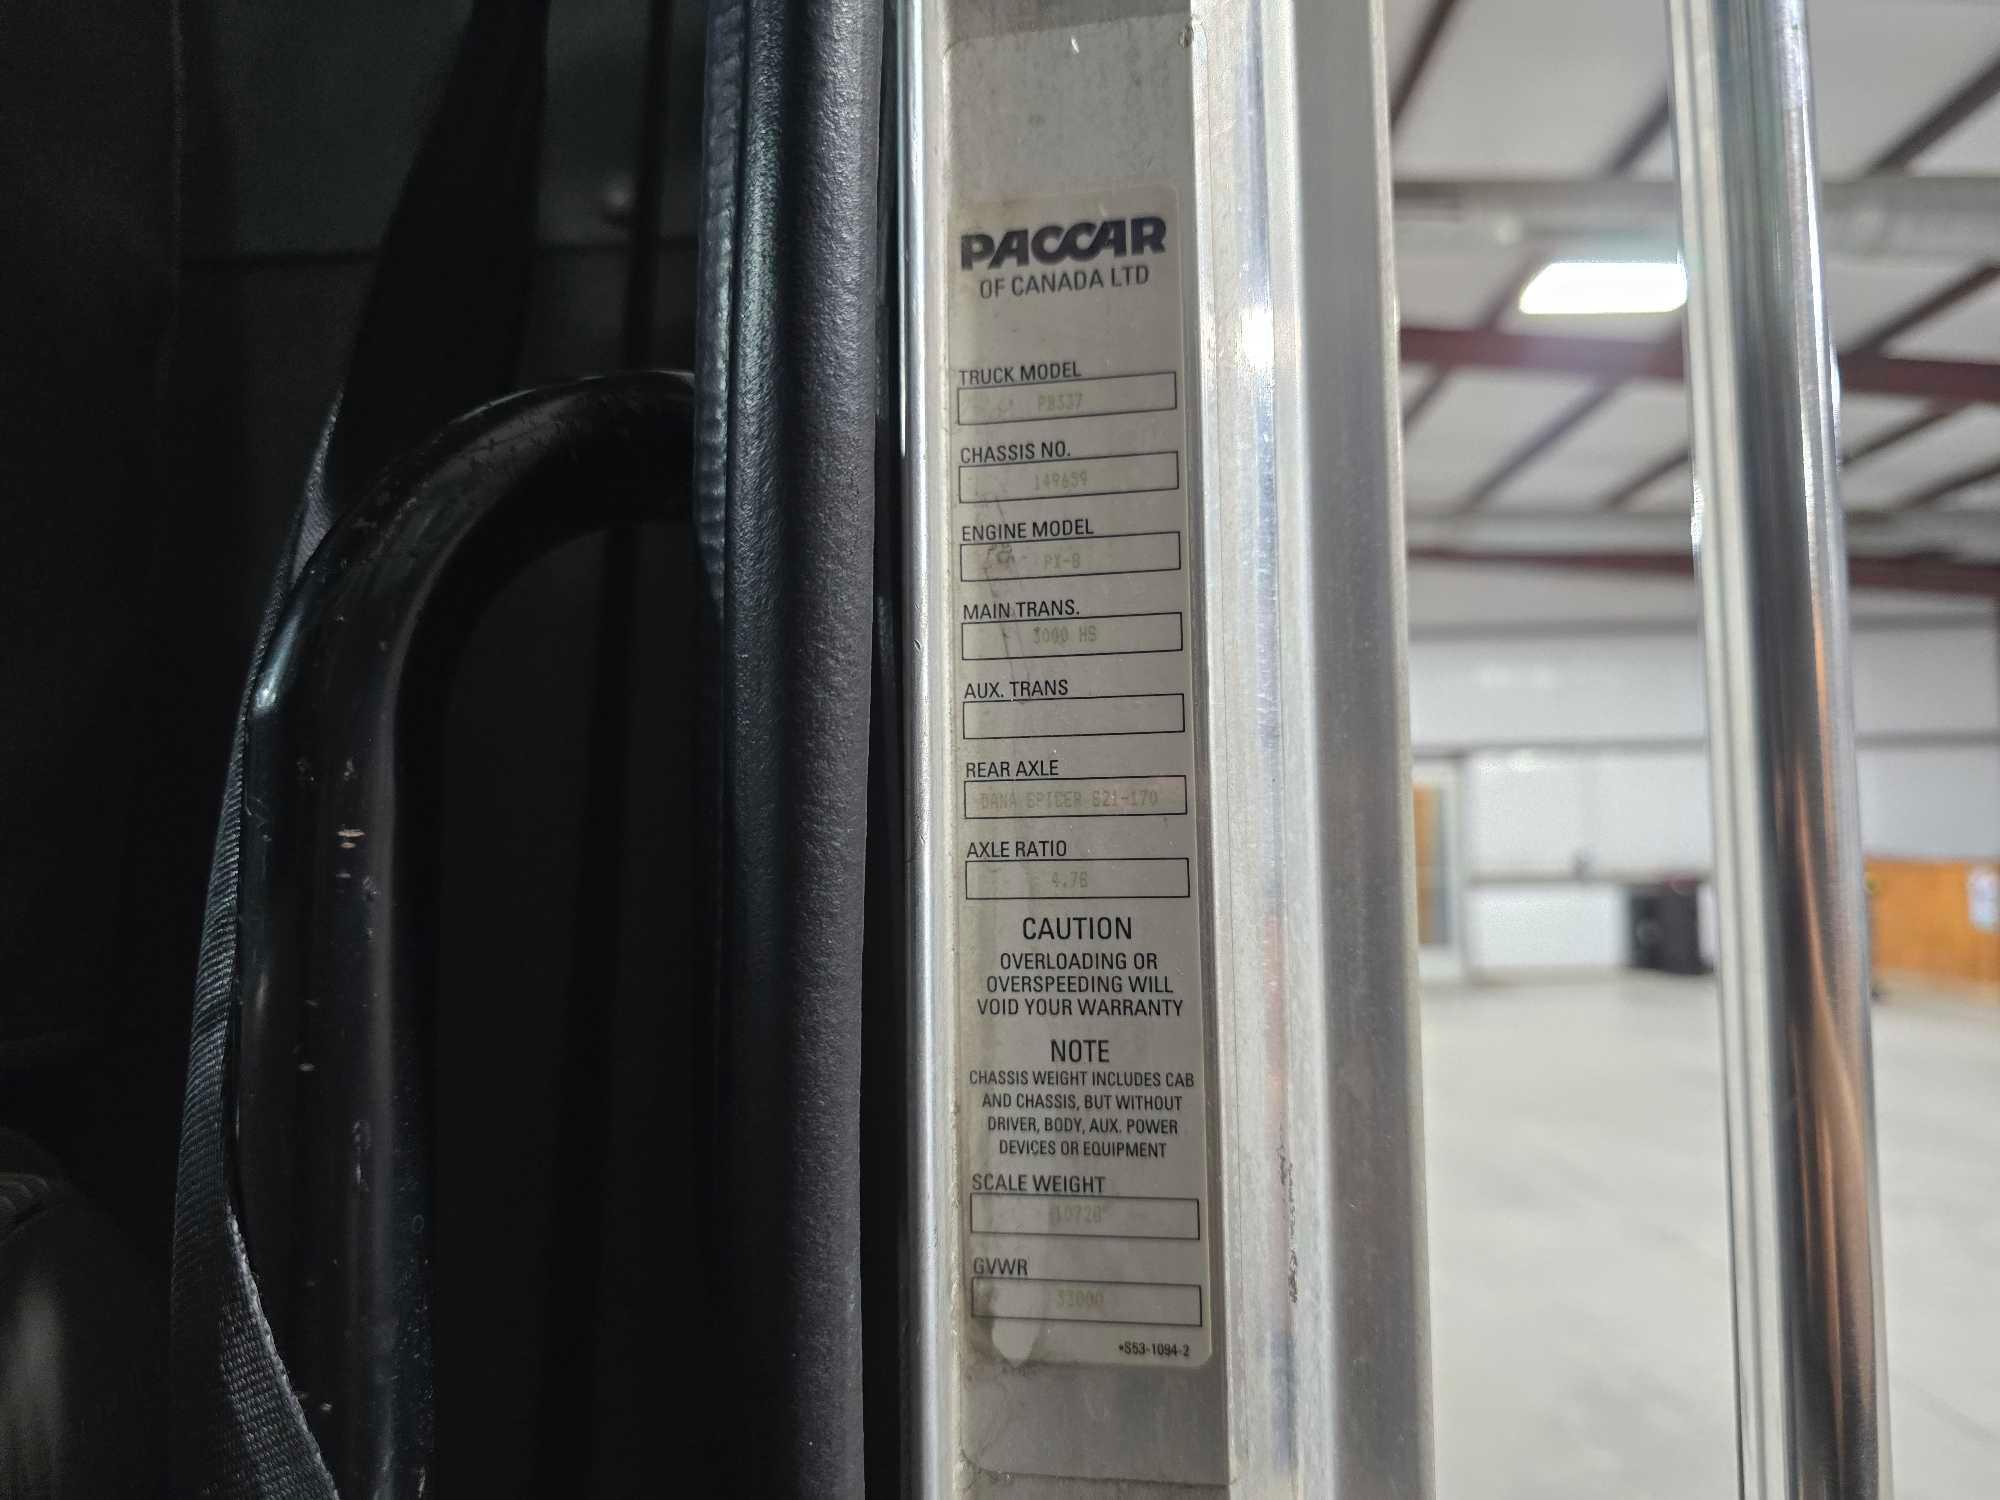 PACCAR
OF CANADA LTD
TRUCK MODEL
PB337
CHASSIS NO.
149659
ENGINE MODEL
PX-8
MAIN TRANS.
3000 HS
AUX. TRANS
REAR AXLE
DANA SPICER S21-170
AXLE RATIO
4.78
CAUTION
OVERLOADING OR
OVERSPEEDING WILL
VOID YOUR WARRANTY
NOTE
CHASSIS WEIGHT INCLUDES CAB
AND CHASSIS, BUT WITHOUT
DRIVER, BODY, AUX. POWER
DEVICES OR EQUIPMENT
SCALE WEIGHT
GVWR
33000
*S53-1094-2